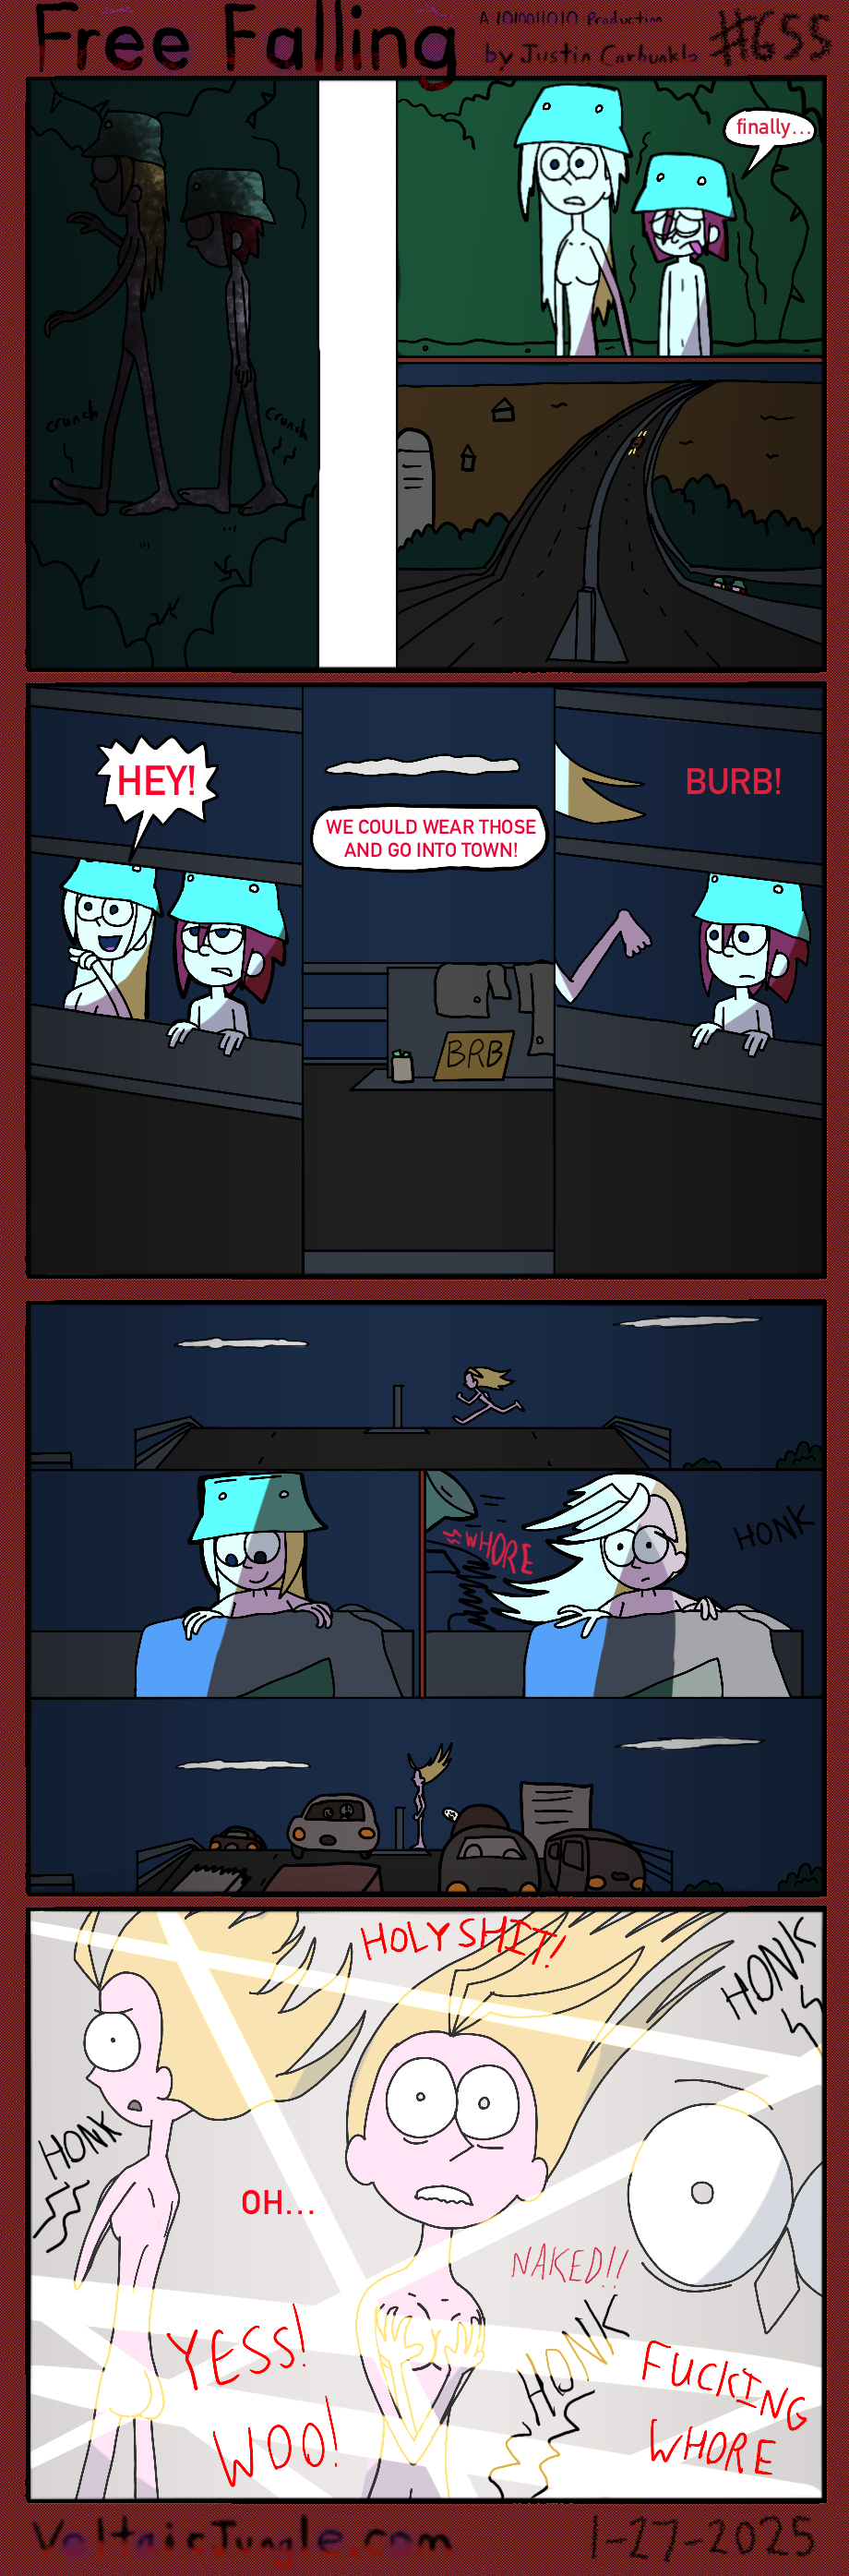 Free Falling
A 1010011010 Production
by Justin Carbunkle
#655
crunch
crunch
finally...
HEY!
WE COULD WEAR THOSE
AND GO INTO TOWN!
BRB
BURB!
WHORE
HONK
HOLY SHIT!
HONK
HONK
OH...
NAKED!!
YESS!
HONK
FUCKING
WHORE
WOO!
VoltaicJungle.com
1-27-2025